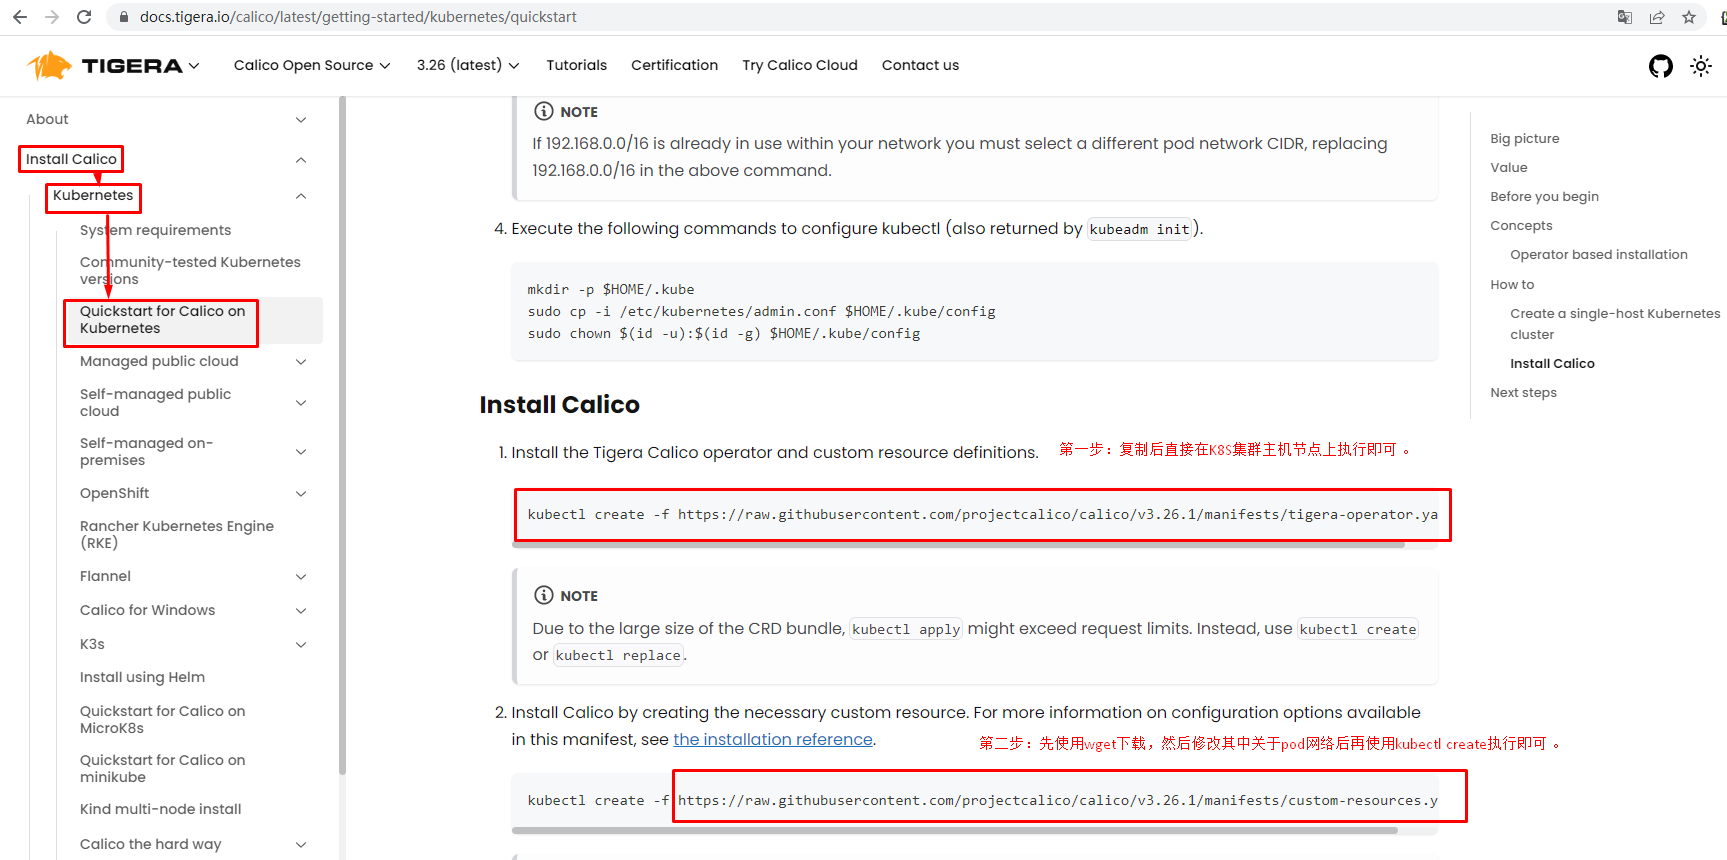 docs.tigera.io/calico/latest/getting-started/kubernetes/quickstart
TIGERA
Calico Open Source
3.26 (latest)
Tutorials
Certification
Try Calico Cloud
Contact us
About
Install Calico
Kubernetes
System requirements
Community-tested Kubernetes
versions
Quickstart for Calico on
Kubernetes
Managed public cloud
Self-managed public
cloud
Self-managed on-
premises
OpenShift
Rancher Kubernetes Engine
(RKE)
Flannel
Calico for Windows
K3s
Install using Helm
Quickstart for Calico on
MicroK8s
Quickstart for Calico on
minikube
Kind multi-node install
Calico the hard way
NOTE
If 192.168.0.0/16 is already in use within your network you must select a different pod network CIDR, replacing
192.168.0.0/16 in the above command.
4. Execute the following commands to configure kubectl (also returned by kubeadm init).
mkdir -p $HOME/.kube
sudo cp -i /etc/kubernetes/admin.conf $HOME/.kube/config
sudo chown $(id -u):$(id -g) $HOME/.kube/config
Install Calico
1. Install the Tigera Calico operator and custom resource definitions.
第一步：复制后直接在K8S集群主机节点上执行即可 。
kubectl create -f https://raw.githubusercontent.com/projectcalico/calico/v3.26.1/manifests/tigera-operator.ya
NOTE
Due to the large size of the CRD bundle, kubectl apply might exceed request limits. Instead, use kubectl create
or kubectl replace.
2. Install Calico by creating the necessary custom resource. For more information on configuration options available
in this manifest, see the installation reference.
第二步：先使用wget下载，然后修改其中关于pod网络后再使用kubectl create执行即可 。
kubectl create -f https://raw.githubusercontent.com/projectcalico/calico/v3.26.1/manifests/custom-resources.y
Big picture
Value
Before you begin
Concepts
Operator based installation
How to
Create a single-host Kubernetes
cluster
Install Calico
Next steps